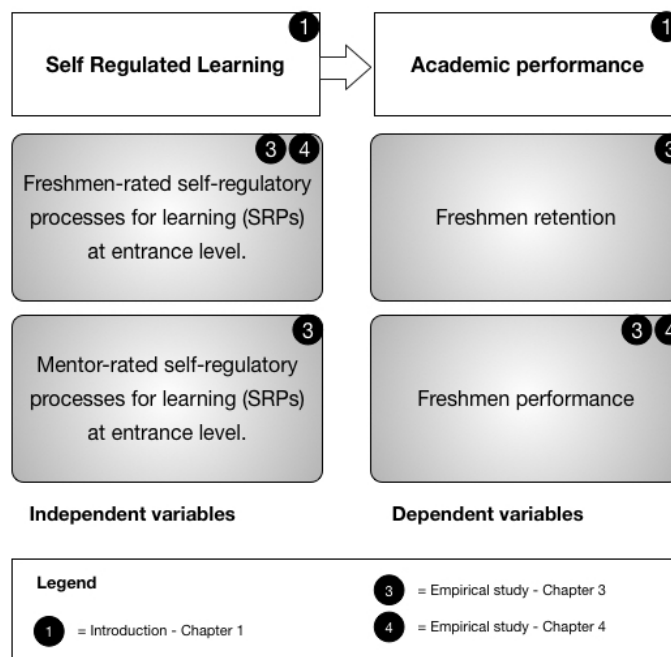 1
1
Self Regulated Learning
Academic performance
3 4
Freshmen-rated self-regulatory
processes for learning (SRPs)
at entrance level.
3
Freshmen retention
3
Mentor-rated self-regulatory
processes for learning (SRPs)
at entrance level.
3 4
Freshmen performance
Independent variables
Dependent variables
Legend
1 = Introduction - Chapter 1
3 = Empirical study - Chapter 3
4 = Empirical study - Chapter 4